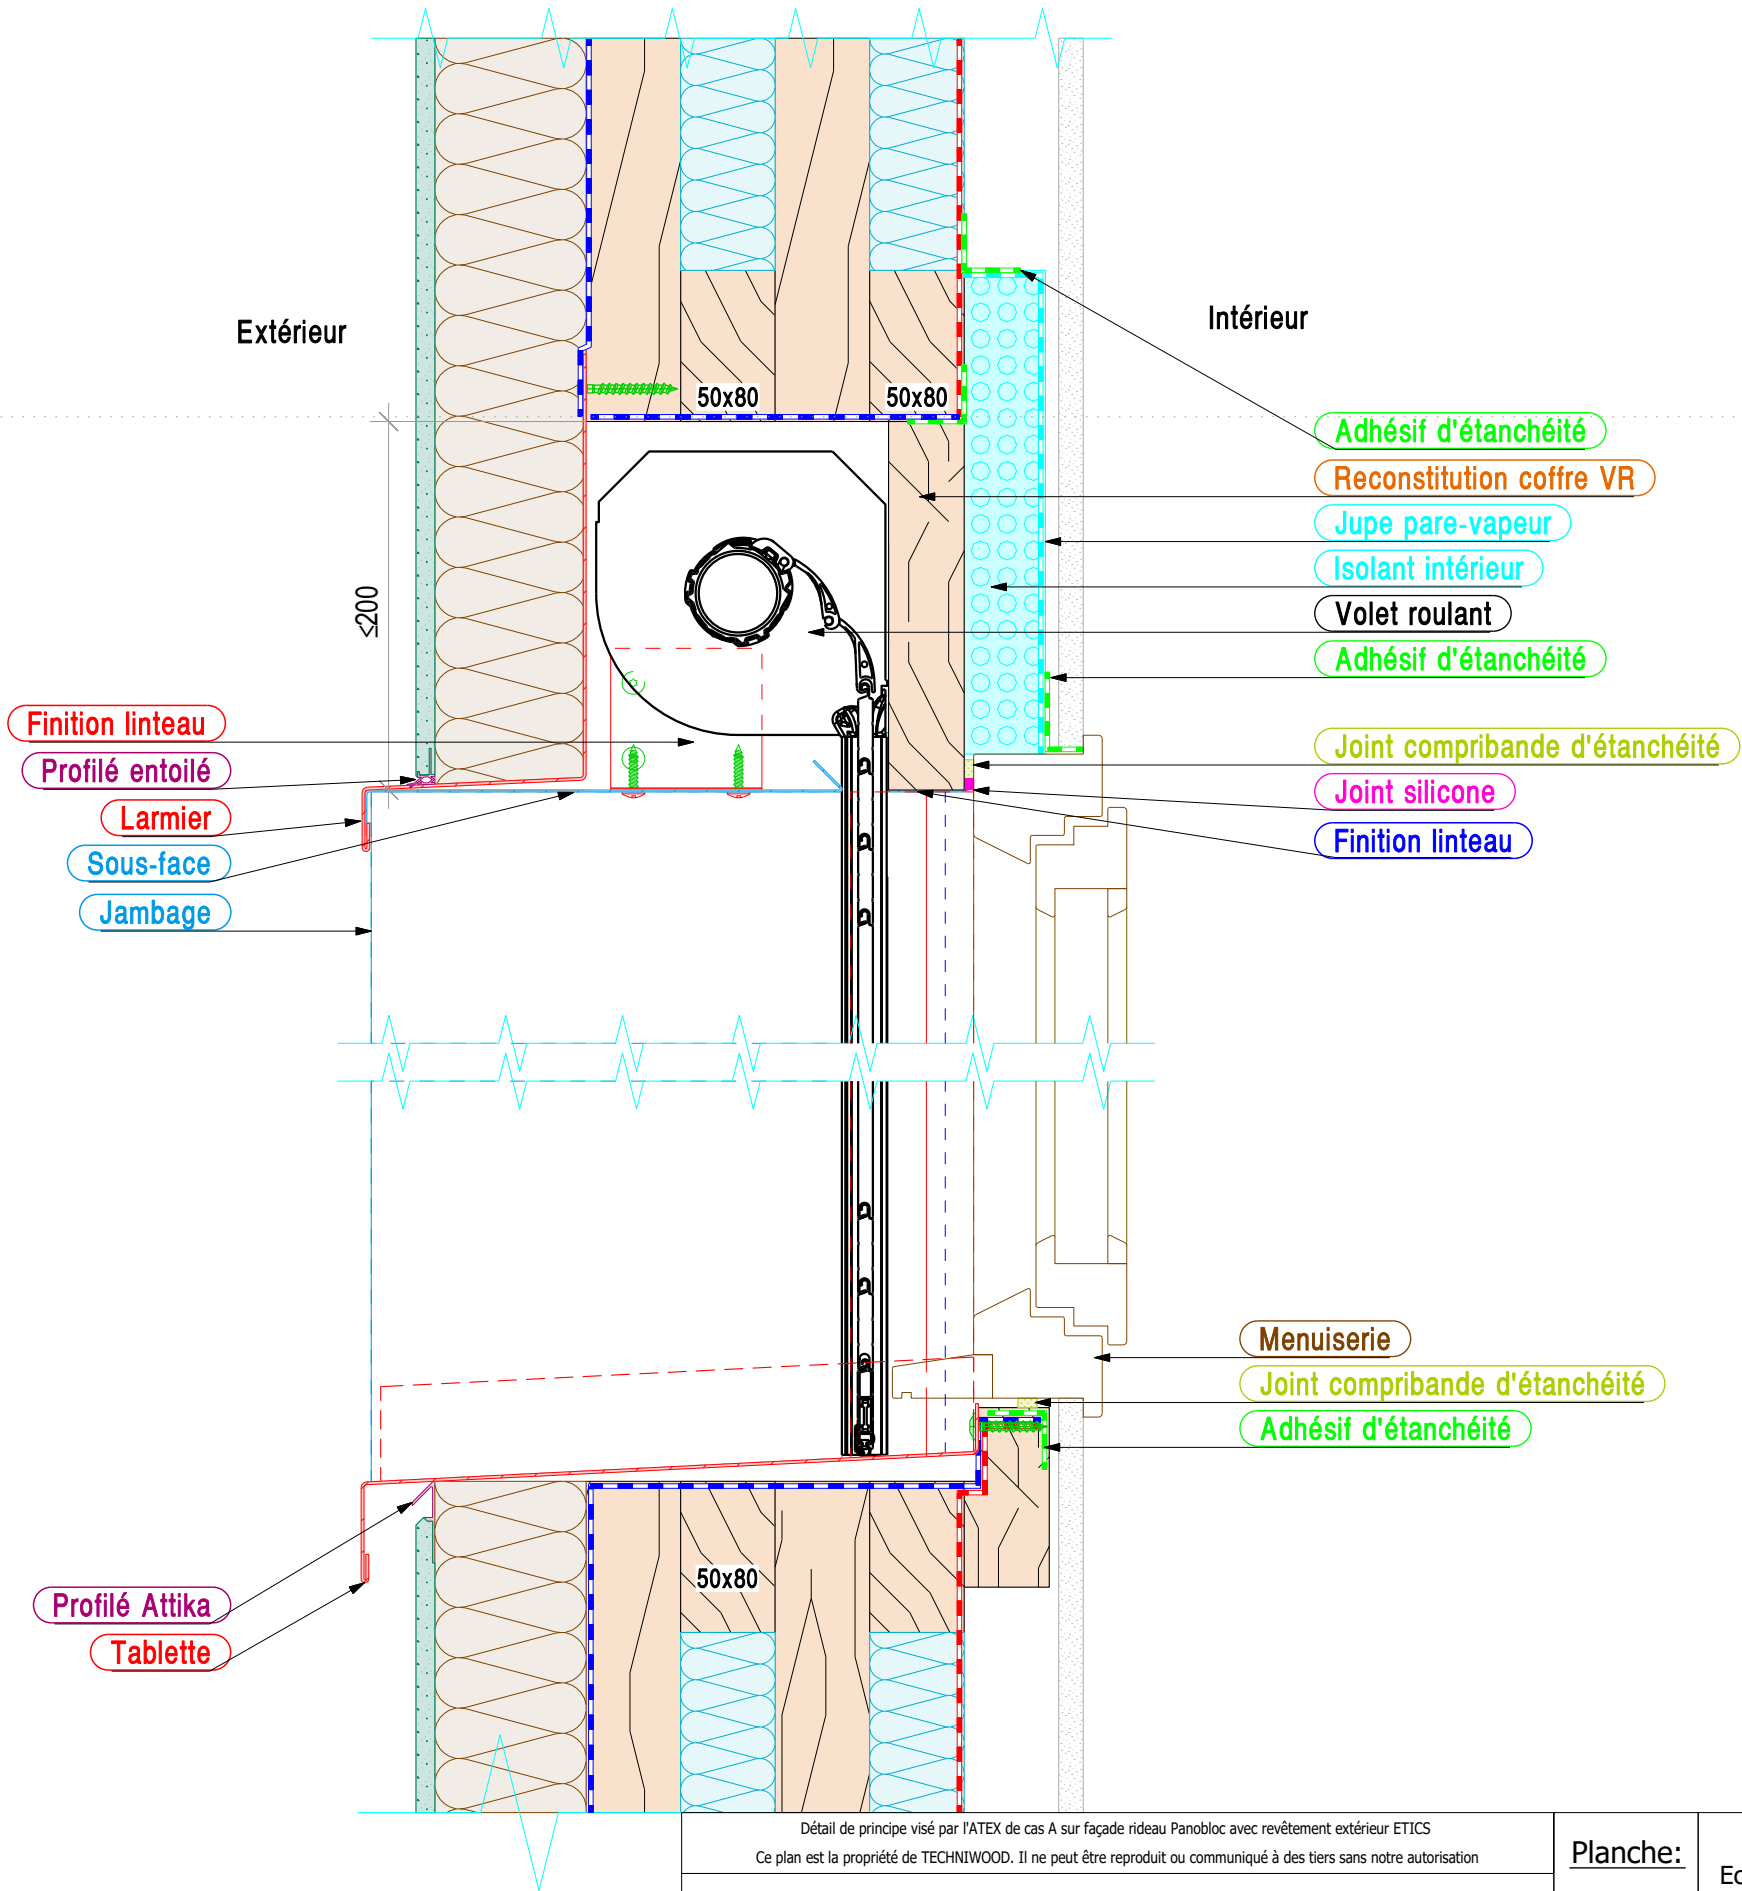 Extérieur
Intérieur
50x80
50x80
≤200
Adhésif d'étanchéité
Reconstitution coffre VR
Jupe pare-vapeur
Isolant intérieur
Volet roulant
Adhésif d'étanchéité
Joint compribande d'étanchéité
Joint silicone
Finition linteau
Finition linteau
Profilé entoilé
Larmier
Sous-face
Jambage
Menuiserie
Joint compribande d'étanchéité
Adhésif d'étanchéité
50x80
Profilé Attika
Tablette
Détail de principe visé par l'ATEX de cas A sur façade rideau Panobloc avec revêtement extérieur ETICS
Ce plan est la propriété de TECHNIWOOD. Il ne peut être reproduit ou communiqué à des tiers sans notre autorisation
Planche: